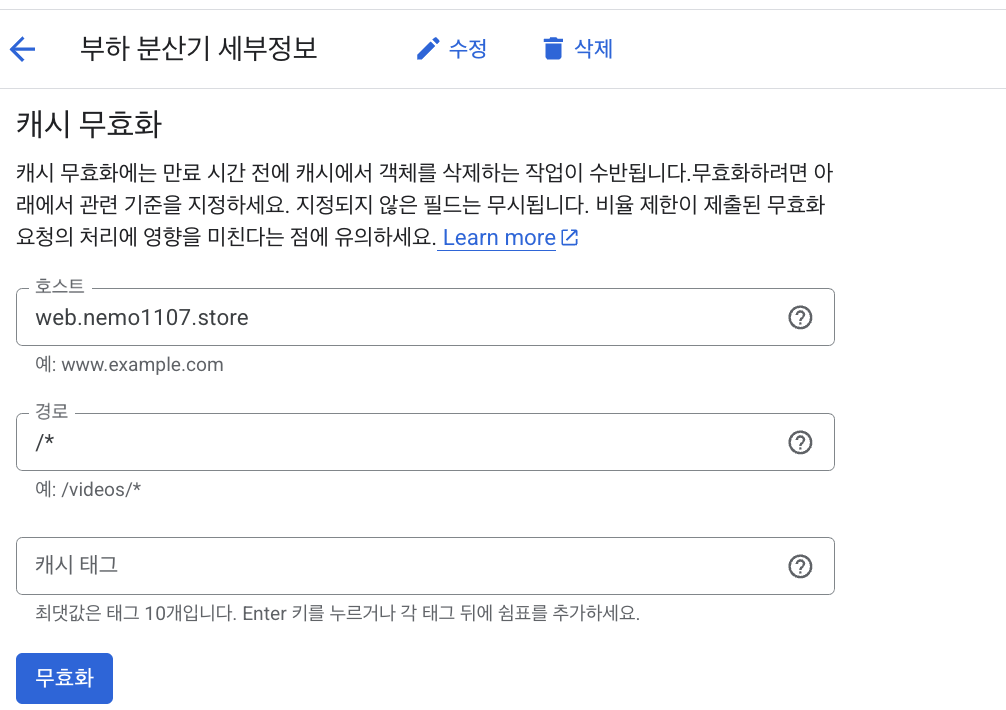 부하 분산기 세부정보 수정 삭제
캐시 무효화
캐시 무효화에는 만료 시간 전에 캐시에서 객체를 삭제하는 작업이 수반됩니다.무효화하려면 아
래에서 관련 기준을 지정하세요. 지정되지 않은 필드는 무시됩니다. 비율 제한이 제출된 무효화
요청의 처리에 영향을 미친다는 점에 유의하세요. Learn more
호스트
web.nemo1107.store
예: www.example.com
경로
/*
예: /videos/*
캐시 태그
최댓값은 태그 10개입니다. Enter 키를 누르거나 각 태그 뒤에 쉼표를 추가하세요.
무효화